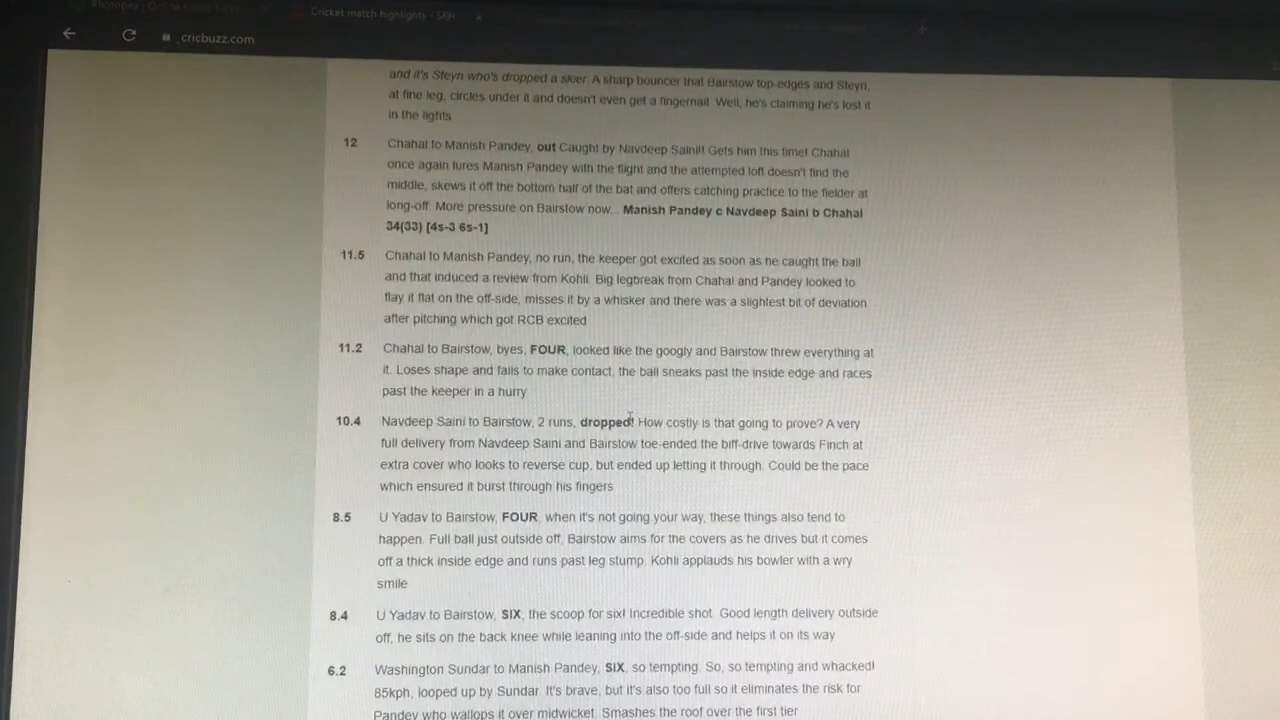 Photopea | Online Photo Editor
Cricket match highlights - SRH
cricbuzz.com
and it's Steyn who's dropped a skier. A sharp bouncer that Bairstow top-edges and Steyn,
at fine leg, circles under it and doesn't even get a fingernail. Well, he's claiming he's lost it
in the lights
12 Chahal to Manish Pandey, out Caught by Navdeep Saini!! Gets him this time! Chahal
once again lures Manish Pandey with the flight and the attempted loft doesn't find the
middle, skews it off the bottom half of the bat and offers catching practice to the fielder at
long-off. More pressure on Bairstow now... Manish Pandey c Navdeep Saini b Chahal
34(33) [4s-3 6s-1]
11.5 Chahal to Manish Pandey, no run, the keeper got excited as soon as he caught the ball
and that induced a review from Kohli. Big legbreak from Chahal and Pandey looked to
flay it flat on the off-side, misses it by a whisker and there was a slightest bit of deviation
after pitching which got RCB excited
11.2 Chahal to Bairstow, byes, FOUR, looked like the googly and Bairstow threw everything at
it. Loses shape and fails to make contact, the ball sneaks past the inside edge and races
past the keeper in a hurry
10.4 Navdeep Saini to Bairstow, 2 runs, dropped! How costly is that going to prove? A very
full delivery from Navdeep Saini and Bairstow toe-ended the biff-drive towards Finch at
extra cover who looks to reverse cup, but ended up letting it through. Could be the pace
which ensured it burst through his fingers
8.5 U Yadav to Bairstow, FOUR, when it's not going your way, these things also tend to
happen. Full ball just outside off, Bairstow aims for the covers as he drives but it comes
off a thick inside edge and runs past leg stump. Kohli applauds his bowler with a wry
smile
8.4 U Yadav to Bairstow, SIX, the scoop for six! Incredible shot. Good length delivery outside
off, he sits on the back knee while leaning into the off-side and helps it on its way
6.2 Washington Sundar to Manish Pandey, SIX, so tempting. So, so tempting and whacked!
85kph, looped up by Sundar. It's brave, but it's also too full so it eliminates the risk for
Pandey who wallops it over midwicket. Smashes the roof over the first tier